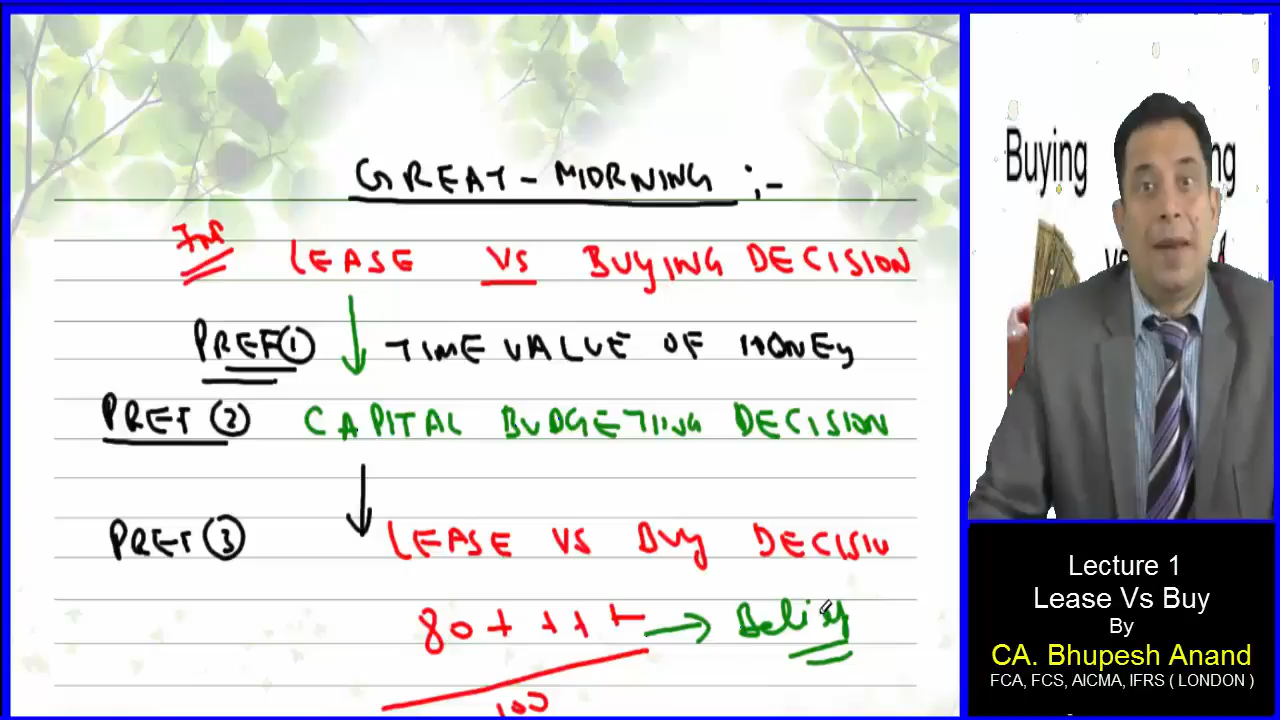 GREAT - MORNING :-
LEASE VS BUYING DECISION
PREF(1) TIME VALUE OF MONEY
PREF (2) CAPITAL BUDGETING DECISION
PREF (3) LEASE VS BUY DECISIO
80 + + + +
100
Buying
vs
Lecture 1
Lease Vs Buy
By
CA. Bhupesh Anand
FCA, FCS, AICMA, IFRS ( LONDON )